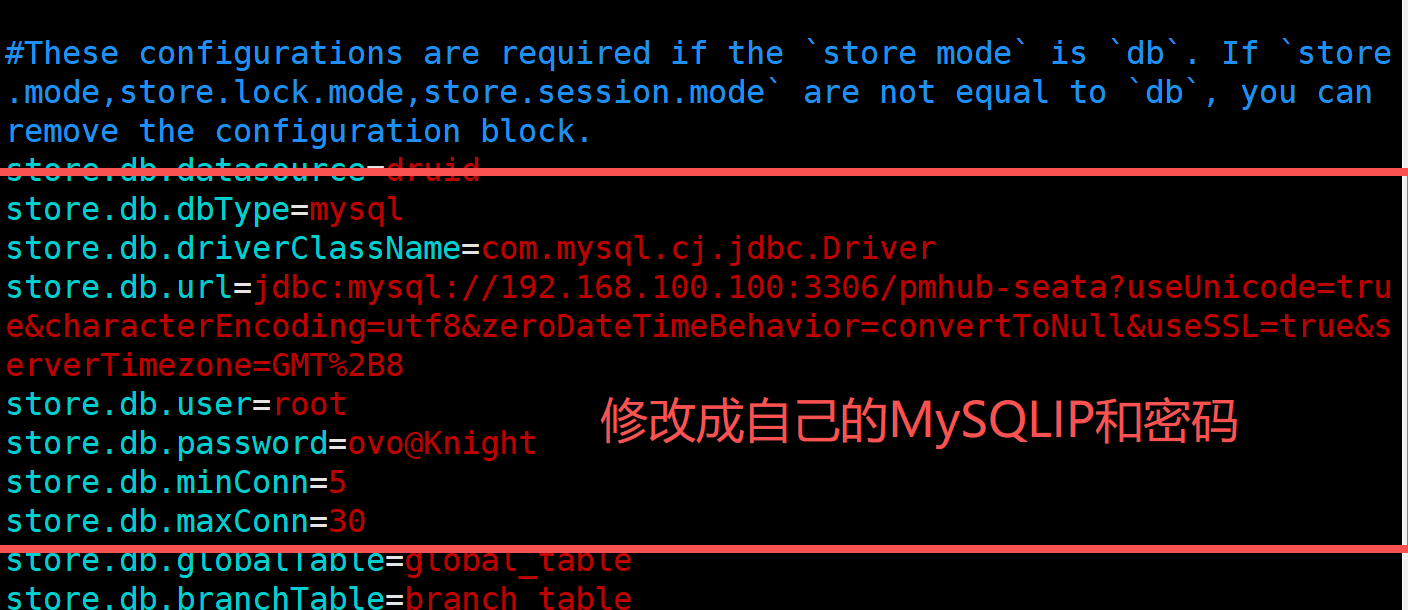 #These configurations are required if the `store mode` is `db`. If `store
.mode,store.lock.mode,store.session.mode` are not equal to `db`, you can
remove the configuration block.
store.db.datasource=druid
store.db.dbType=mysql
store.db.driverClassName=com.mysql.cj.jdbc.Driver
store.db.url=jdbc:mysql://192.168.100.100:3306/pmhub-seata?useUnicode=tru
e&characterEncoding=utf8&zeroDateTimeBehavior=convertToNull&useSSL=true&s
erverTimezone=GMT%2B8
store.db.user=root
修改成自己的MySQLIP和密码
store.db.password=ovo@Knight
store.db.minConn=5
store.db.maxConn=30
store.db.globalTable=global_table
store.db.branchTable=branch_table